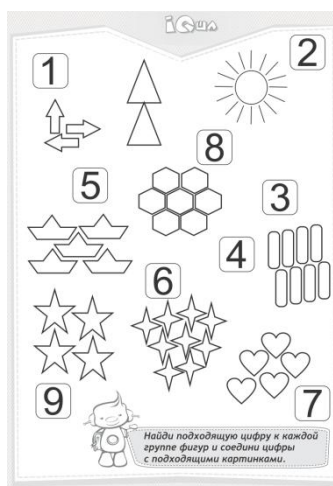 iQша
1
2
8
5
3
4
6
9
7
Найди подходящую цифру к каждой
группе фигур и соедини цифры
с подходящими картинками.